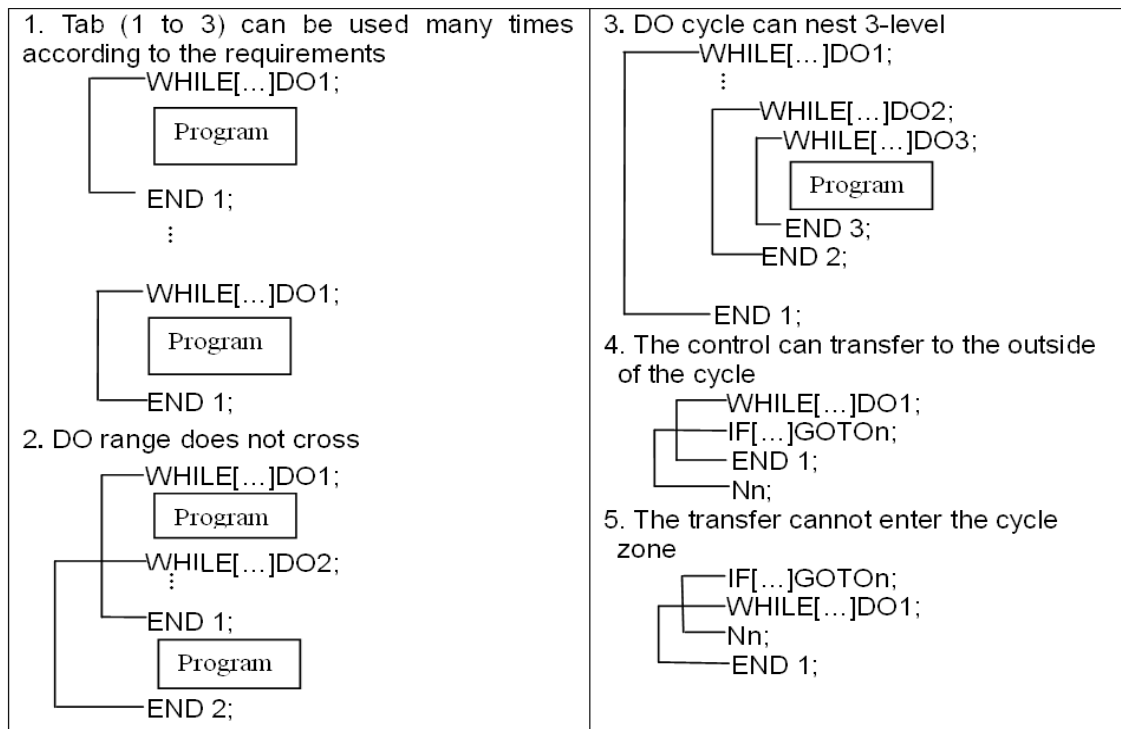 1. Tab (1 to 3) can be used many times
according to the requirements
WHILE[...]DO1;
Program
END 1;
⋮
WHILE[...]DO1;
Program
END 1;
2. DO range does not cross
WHILE[...]DO1;
Program
WHILE[...]DO2;
⋮
END 1;
Program
END 2;
3. DO cycle can nest 3-level
WHILE[...]DO1;
⋮
WHILE[...]DO2;
WHILE[...]DO3;
Program
END 3;
END 2;
END 1;
4. The control can transfer to the outside
of the cycle
WHILE[...]DO1;
IF[...]GOTOn;
END 1;
Nn;
5. The transfer cannot enter the cycle
zone
IF[...]GOTOn;
WHILE[...]DO1;
Nn;
END 1;